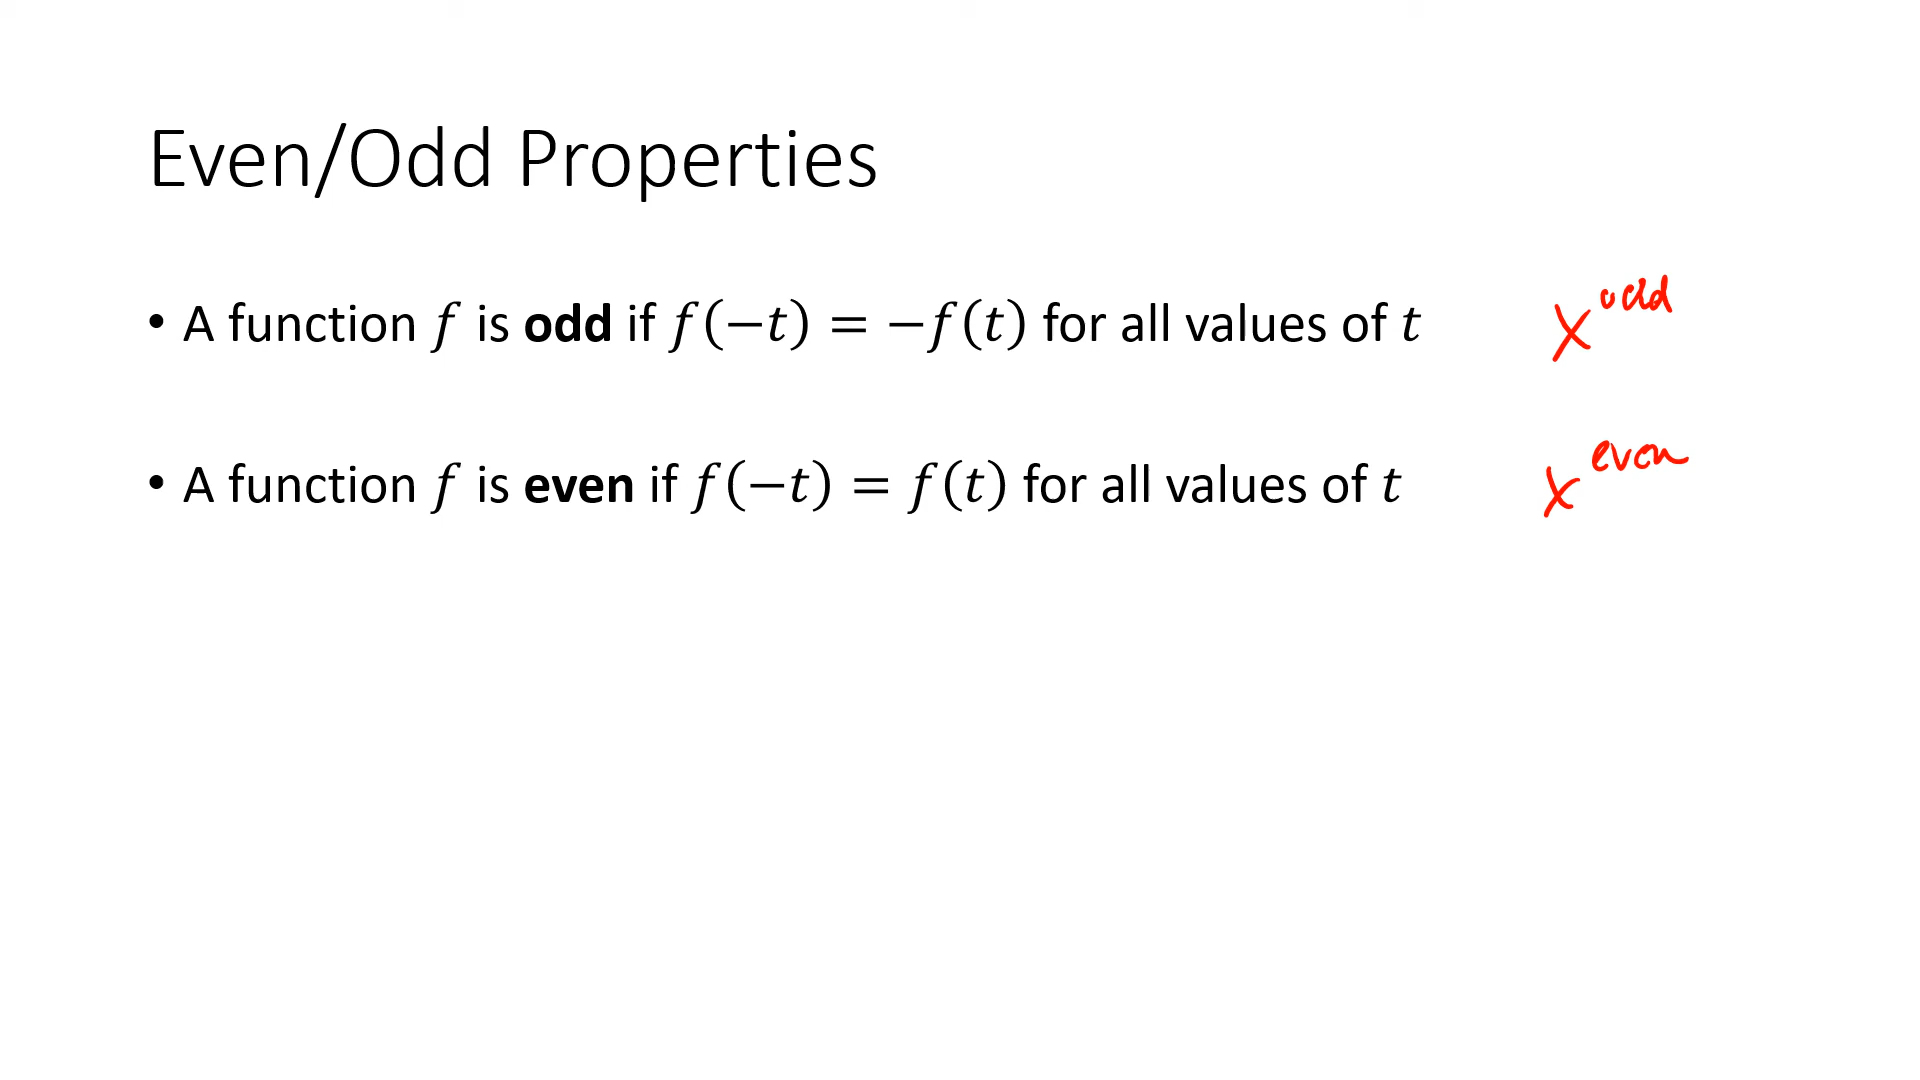 Even/Odd Properties
• A function 𝑓 is odd if 𝑓(−𝑡) = −𝑓(𝑡) for all values of 𝑡 x^odd
• A function 𝑓 is even if 𝑓(−𝑡) = 𝑓(𝑡) for all values of 𝑡 x^even